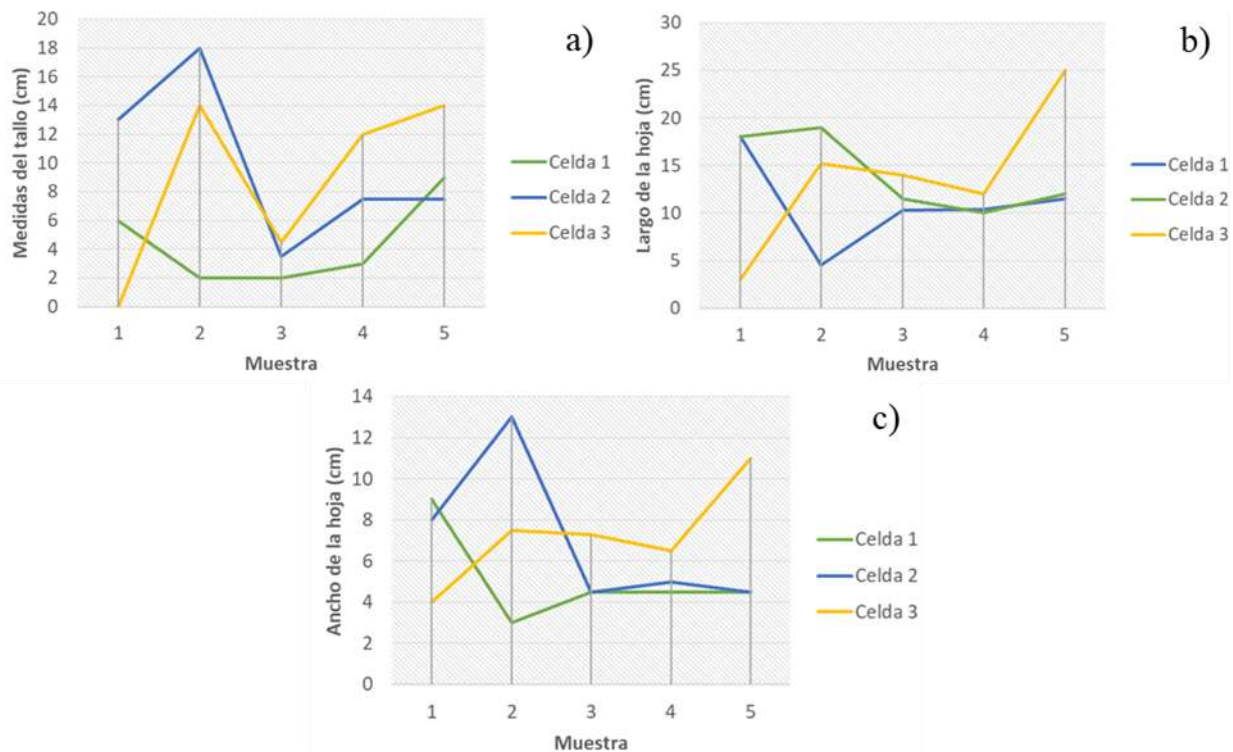 a)
Medidas del tallo (cm)
20
18
16
14
12
10
8
6
4
2
0
1 2 3 4 5
Muestra
Celda 1
Celda 2
Celda 3
b)
Largo de la hoja (cm)
30
25
20
15
10
5
0
1 2 3 4 5
Muestra
Celda 1
Celda 2
Celda 3
c)
Ancho de la hoja (cm)
14
12
10
8
6
4
2
0
1 2 3 4 5
Muestra
Celda 1
Celda 2
Celda 3